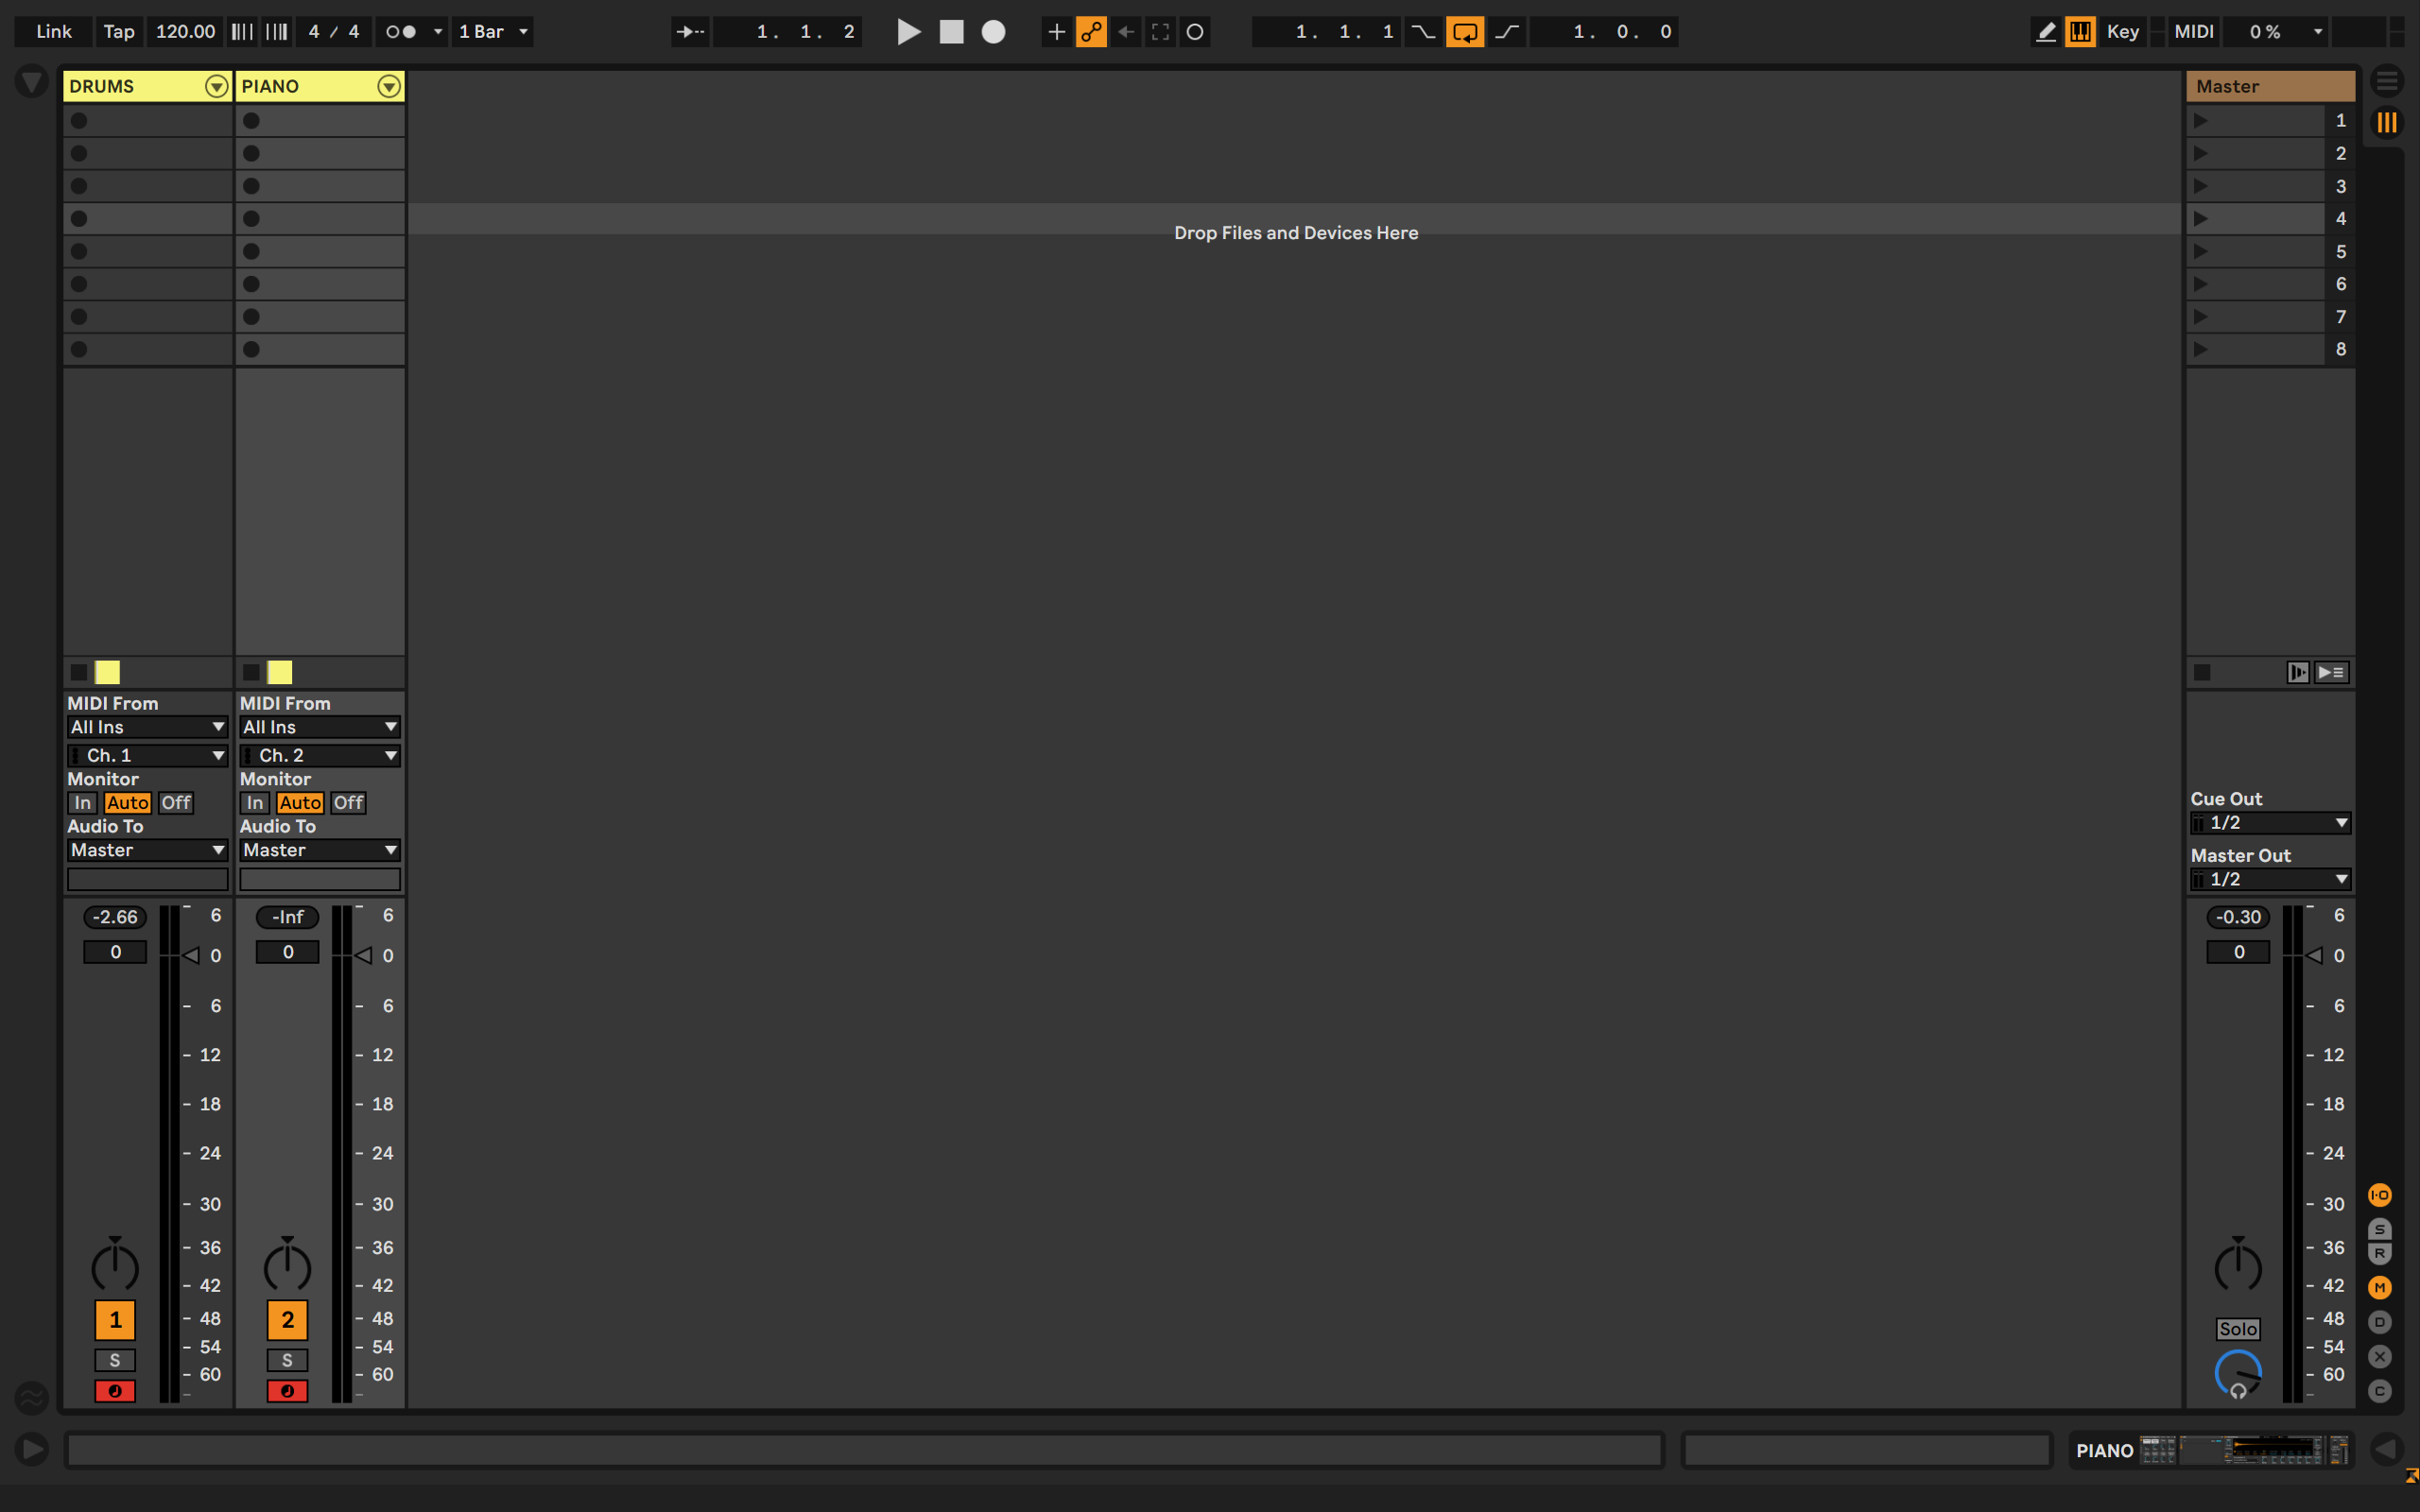 Link Tap 120.00 4 / 4 1 Bar 1. 1. 2 1. 1. 1 1. 0. 0 Key MIDI 0 %
DRUMS PIANO Master
1
2
3
4
Drop Files and Devices Here
5
6
7
8
MIDI From MIDI From
All Ins All Ins
Ch. 1 Ch. 2
Monitor Monitor
In Auto Off In Auto Off
Cue Out
1/2
Audio To Audio To
Master Master
Master Out
1/2
-2.66 6 -Inf 6 -0.30 6
0 0 0 0 0 0
6 6 6
12 12 12
18 18 18
24 24 24
30 30 30
I·O
S
R
36 36 36
42 42 42
M
1 48 2 48 Solo 48
D
54 54 54
S S
60 60 60
C
PIANO